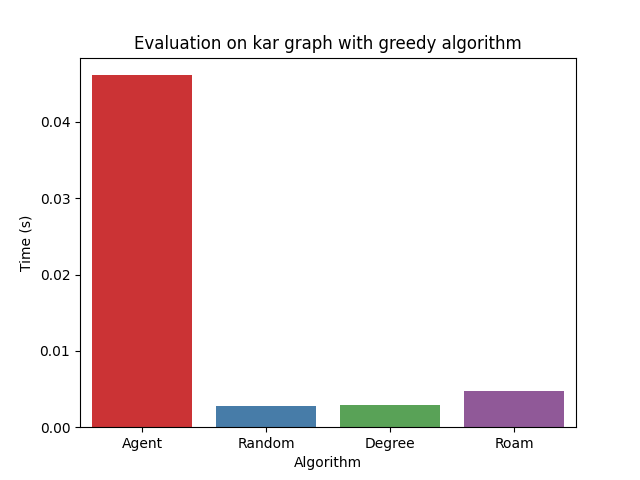 Evaluation on kar graph with greedy algorithm
0.04
0.03
0.02
0.01
0.00
Time (s)
Agent Random Degree Roam
Algorithm